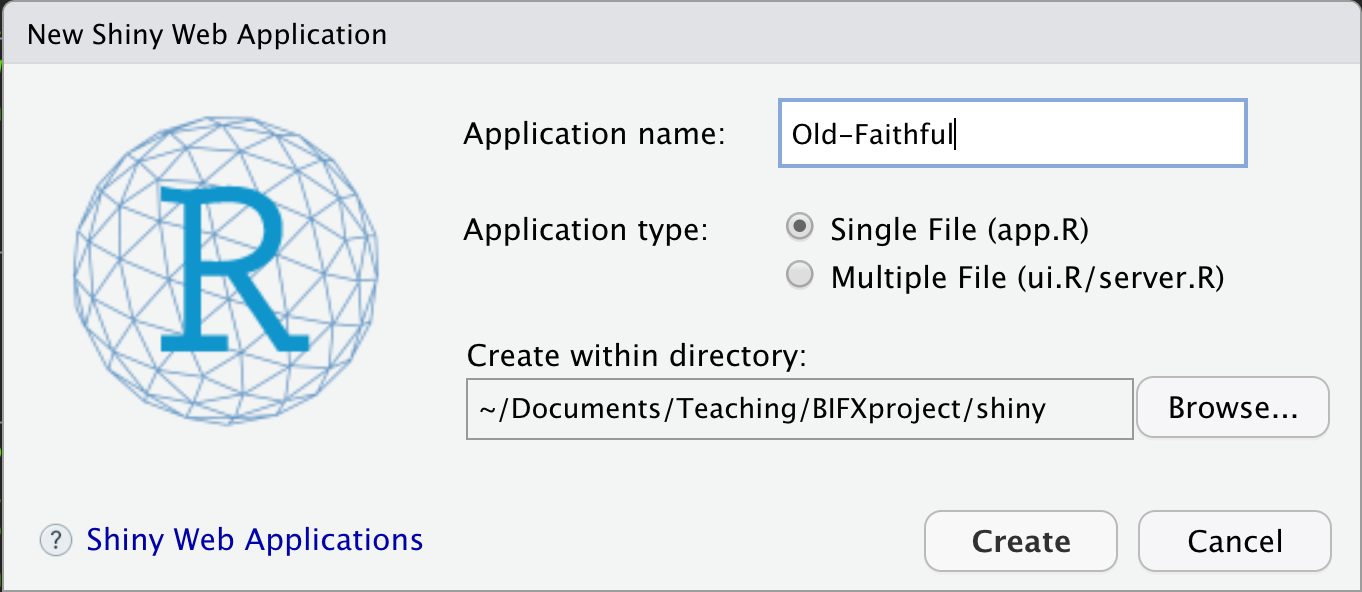 New Shiny Web Application
R
Application name: Old-Faithful
Application type: Single File (app.R)
Multiple File (ui.R/server.R)
Create within directory:
~/Documents/Teaching/BIFXproject/shiny Browse...
? Shiny Web Applications Create Cancel